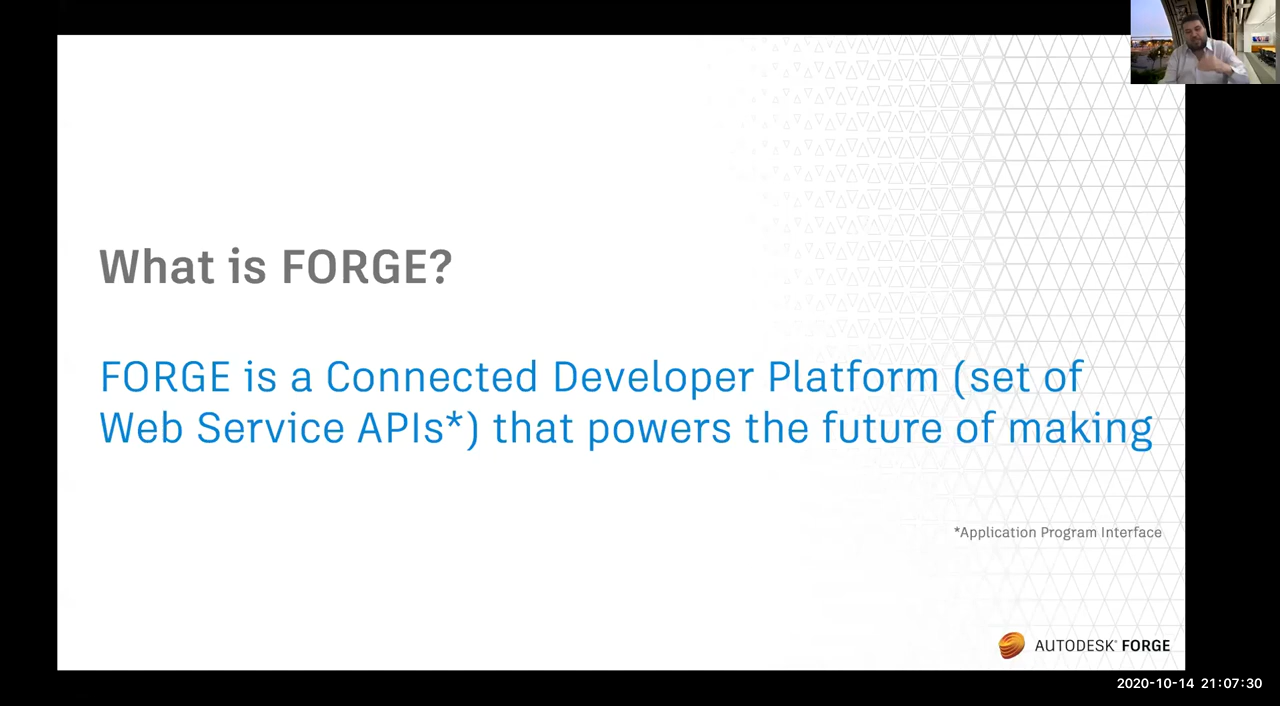 What is FORGE?
FORGE is a Connected Developer Platform (set of
Web Service APIs*) that powers the future of making
*Application Program Interface
AUTODESK® FORGE
2020-10-14 21:07:30